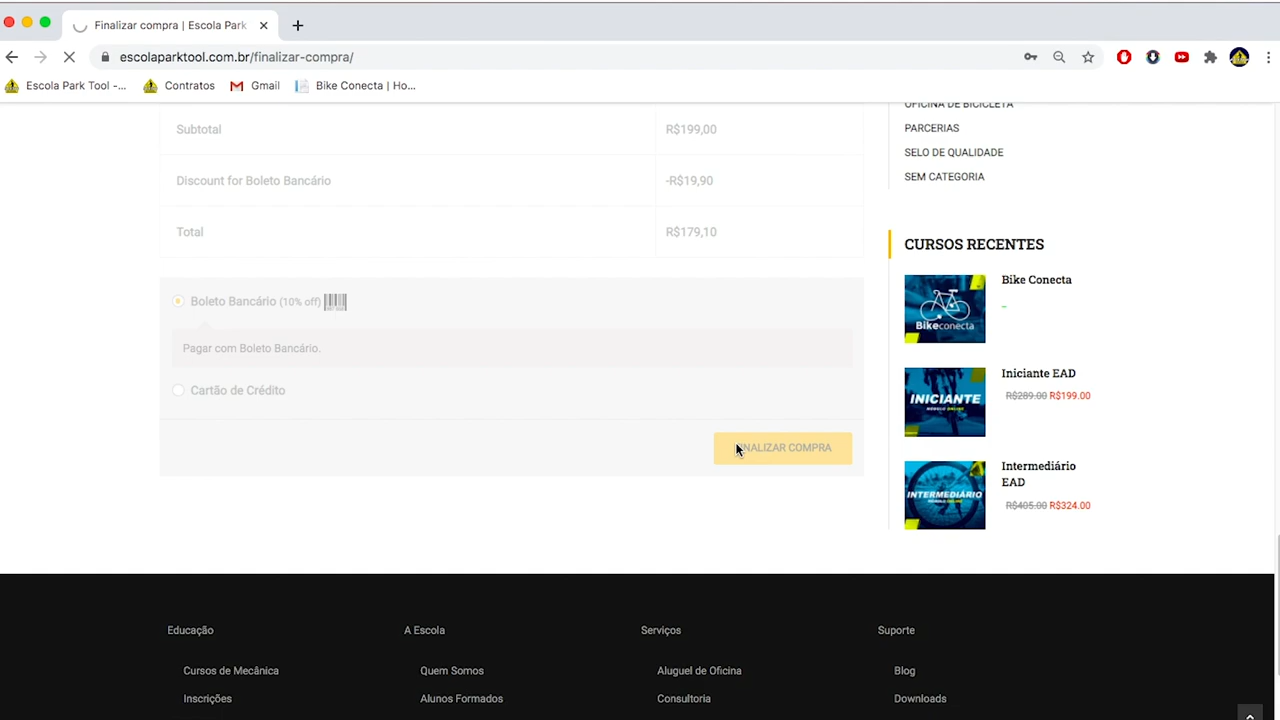 Finalizar compra | Escola Park
escolaparktool.com.br/finalizar-compra/
Escola Park Tool -...
Contratos
Gmail
Bike Conecta | Ho...
Subtotal
R$199,00
Discount for Boleto Bancário
-R$19,90
Total
R$179,10
Boleto Bancário (10% off)
Pagar com Boleto Bancário.
Cartão de Crédito
FINALIZAR COMPRA
OFICINA DE BICICLETA
PARCERIAS
SELO DE QUALIDADE
SEM CATEGORIA
CURSOS RECENTES
Bikeconecta
Bike Conecta
INICIANTE
MÓDULO ONLINE
Iniciante EAD
R$289.00 R$199.00
INTERMEDIÁRIO
MÓDULO ONLINE
Intermediário
EAD
R$405.00 R$324.00
Educação
Cursos de Mecânica
Inscrições
A Escola
Quem Somos
Alunos Formados
Serviços
Aluguel de Oficina
Consultoria
Suporte
Blog
Downloads